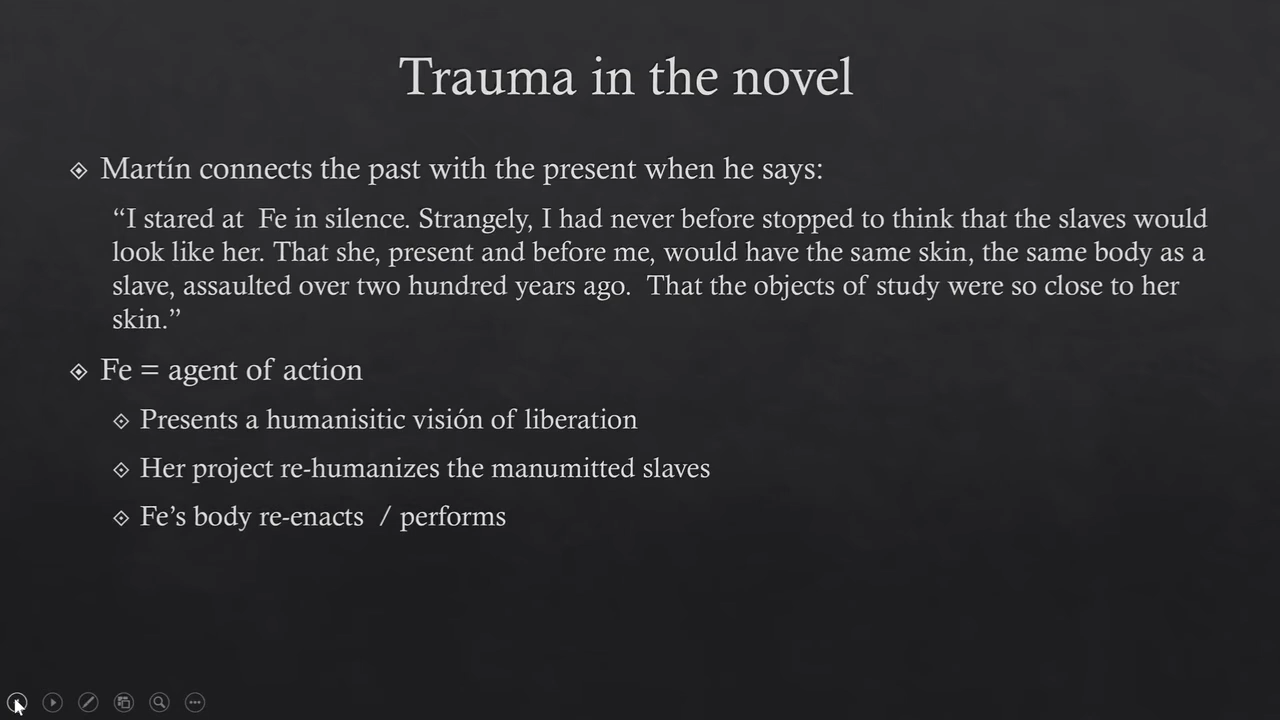 Trauma in the novel
Martín connects the past with the present when he says:
“I stared at  Fe in silence. Strangely, I had never before stopped to think that the slaves would
look like her. That she, present and before me, would have the same skin, the same body as a
slave, assaulted over two hundred years ago.  That the objects of study were so close to her
skin.”
Fe = agent of action
Presents a humanisitic visión of liberation
Her project re-humanizes the manumitted slaves
Fe’s body re-enacts  / performs